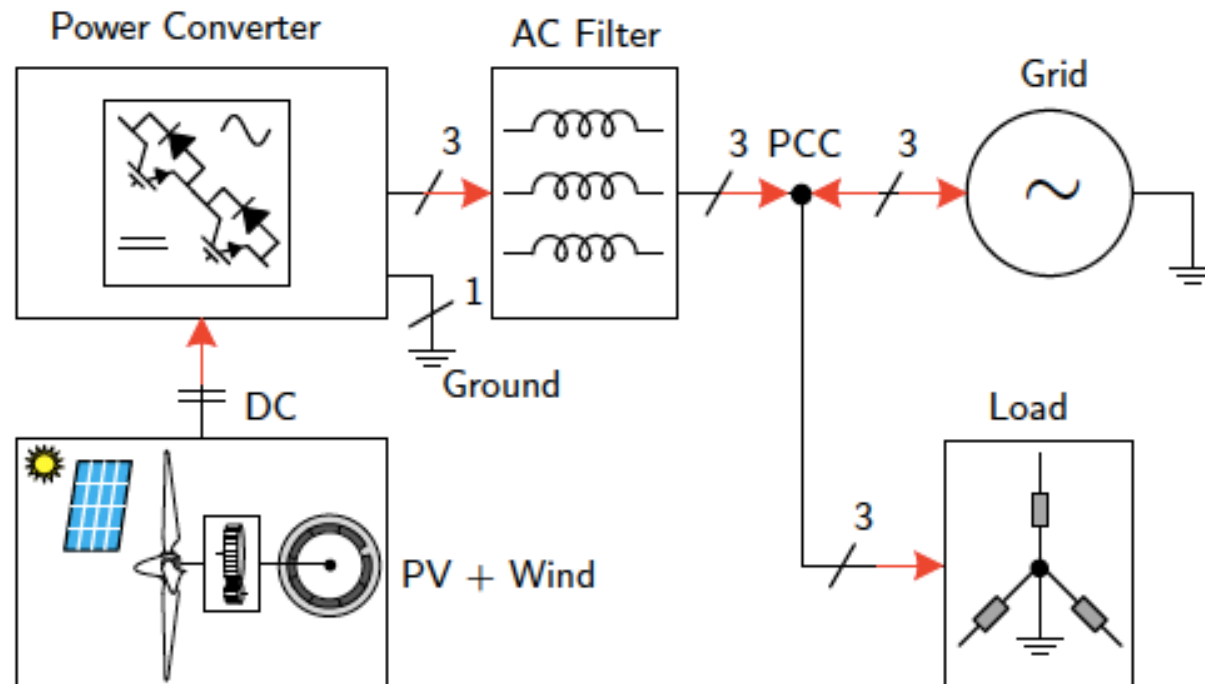 Power Converter
AC Filter
Grid
3
3 PCC 3
1
Ground
DC
Load
3
PV + Wind